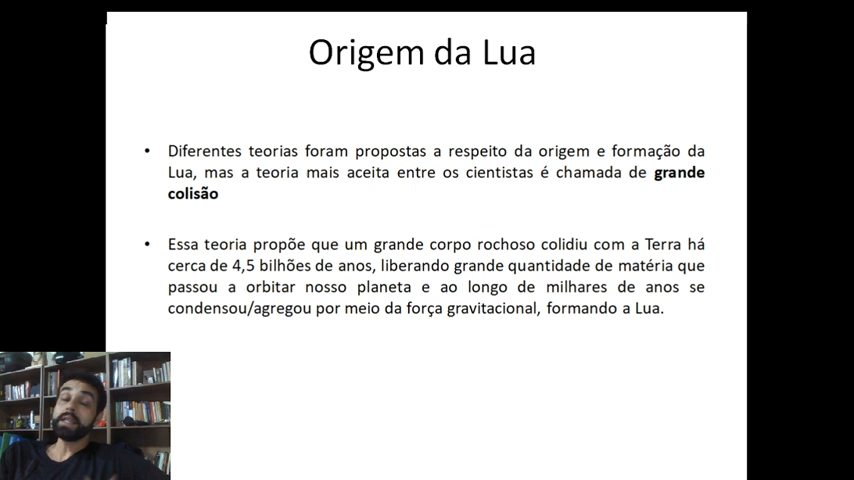 Origem da Lua
• Diferentes teorias foram propostas a respeito da origem e formação da
Lua, mas a teoria mais aceita entre os cientistas é chamada de grande
colisão
• Essa teoria propõe que um grande corpo rochoso colidiu com a Terra há
cerca de 4,5 bilhões de anos, liberando grande quantidade de matéria que
passou a orbitar nosso planeta e ao longo de milhares de anos se
condensou/agregou por meio da força gravitacional, formando a Lua.